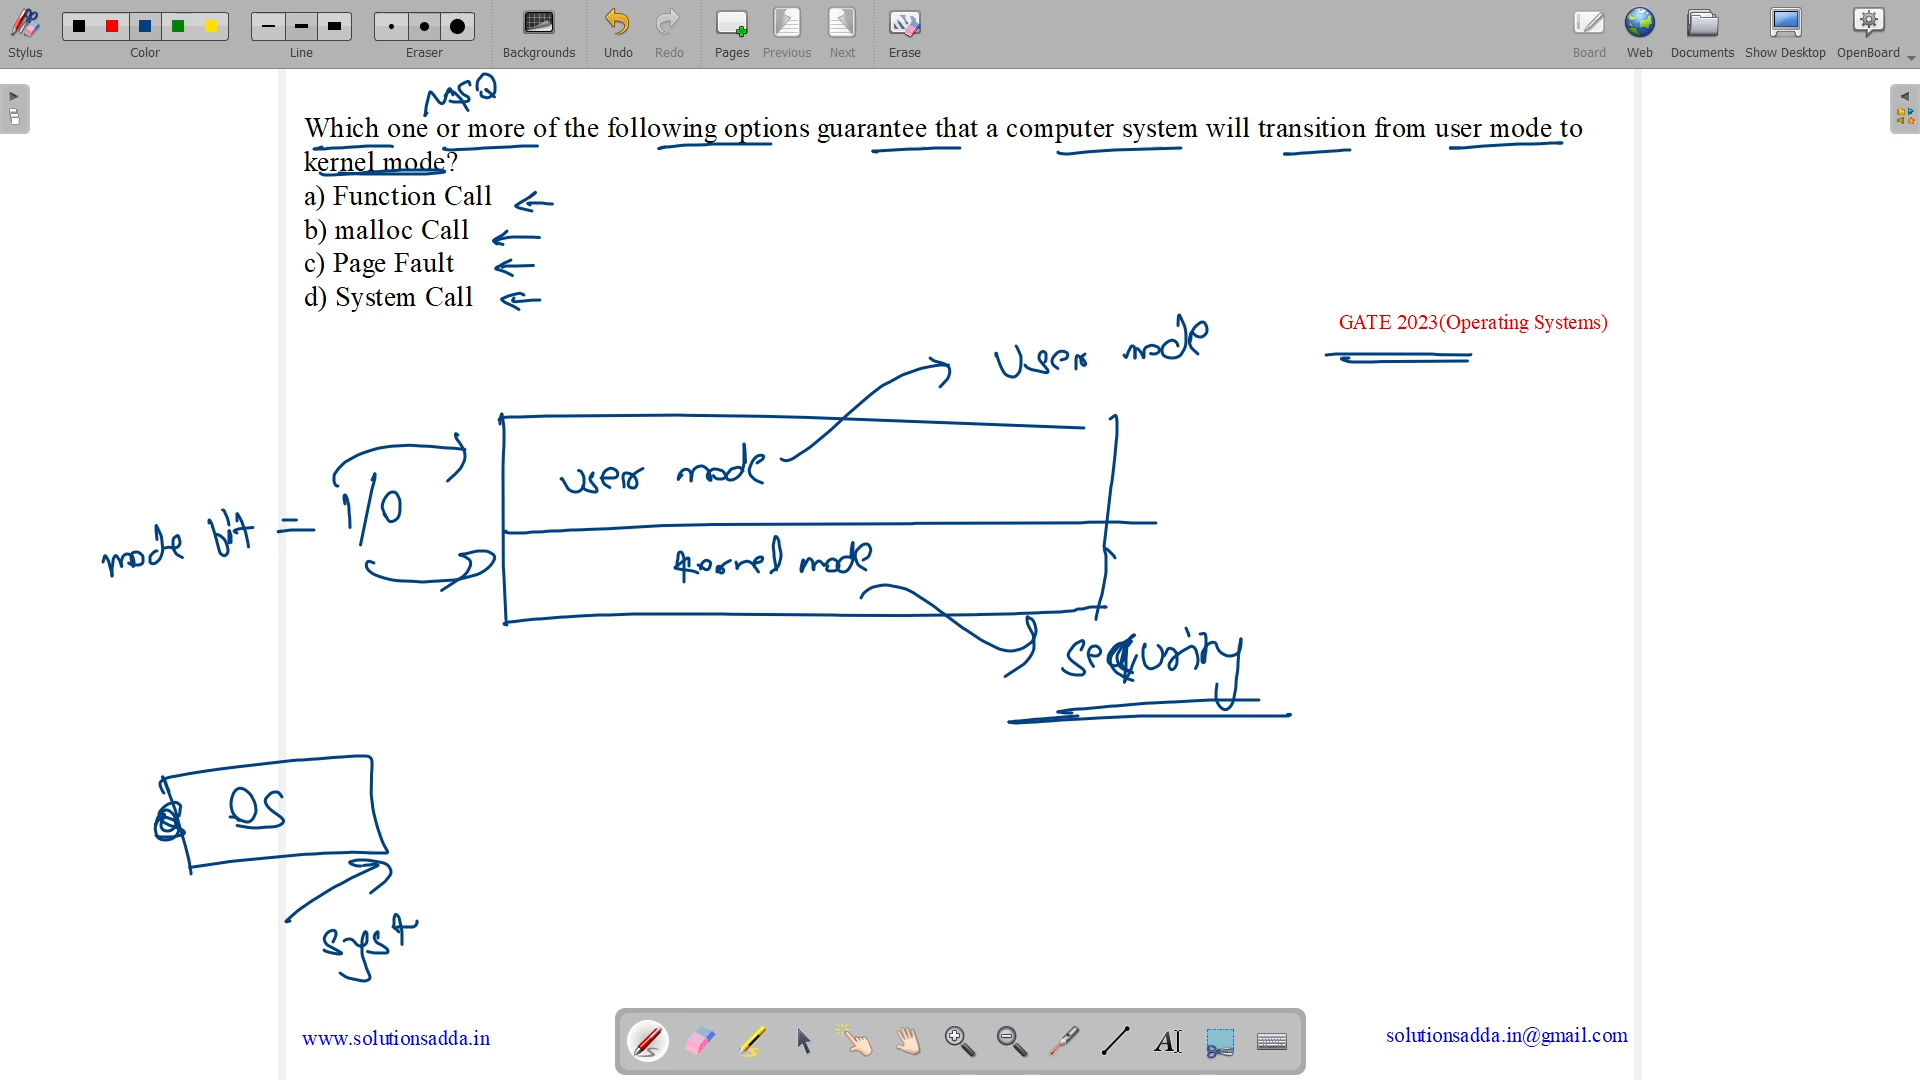 Stylus
Color
Line
Eraser
Backgrounds
Undo
Redo
Pages
Previous
Next
Erase
Board
Web
Documents
Show Desktop
OpenBoard
MSQ
Which one or more of the following options guarantee that a computer system will transition from user mode to
kernel mode?
a) Function Call
b) malloc Call
c) Page Fault
d) System Call
GATE 2023(Operating Systems)
User mode
user mode
mode bit = 1/0
kernel mode
security
OS
syst
www.solutionsadda.in
solutionsadda.in@gmail.com
AI